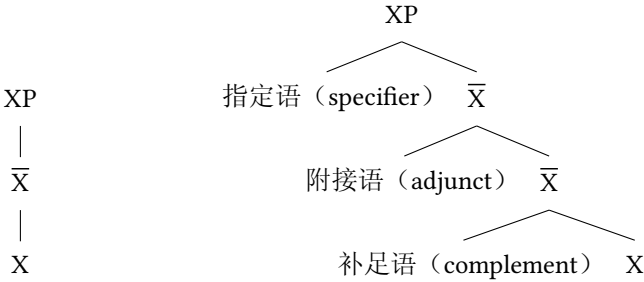 XP
指定语（specifier） X̅
XP
附接语（adjunct） X̅
X̅
补足语（complement） X
X